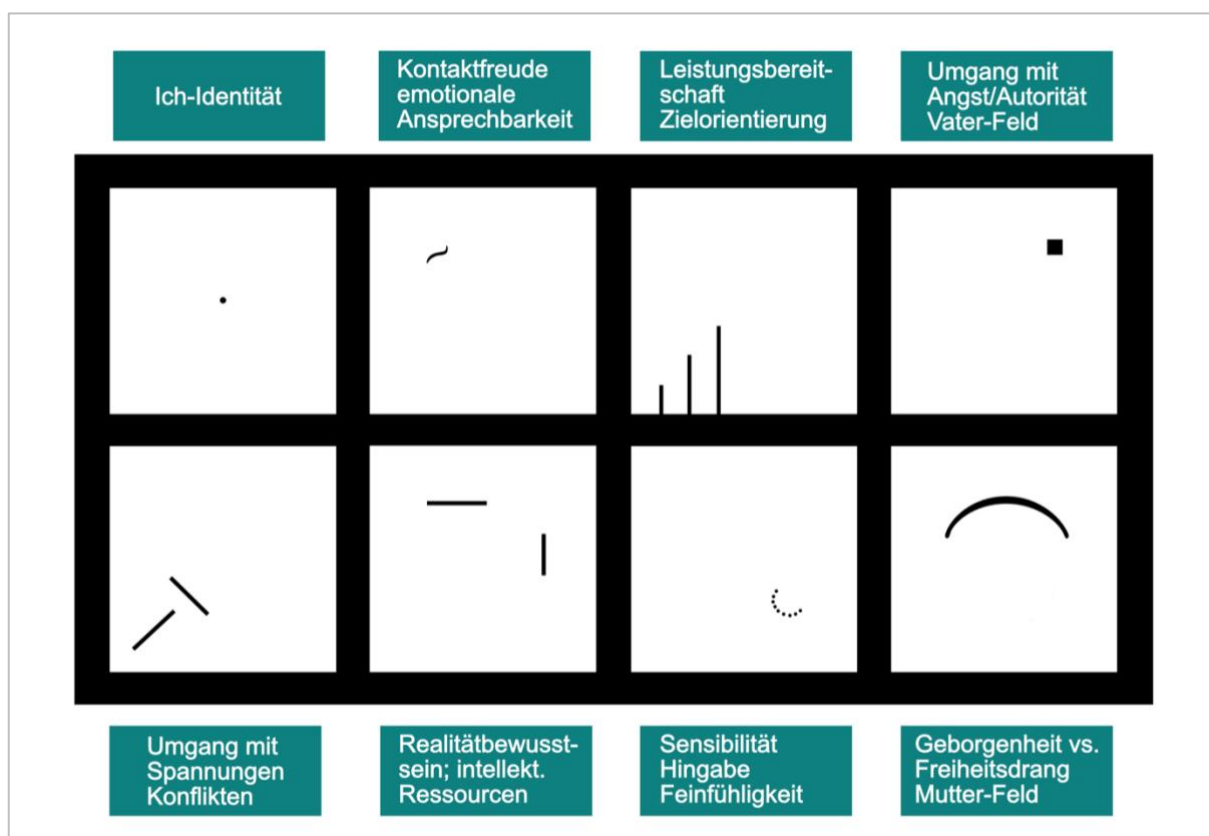 Ich-Identität
Kontaktfreude
emotionale
Ansprechbarkeit
Leistungsbereit-
schaft
Zielorientierung
Umgang mit
Angst/Autorität
Vater-Feld
Umgang mit
Spannungen
Konflikten
Realitätbewusst-
sein; intellekt.
Ressourcen
Sensibilität
Hingabe
Feinfühligkeit
Geborgenheit vs.
Freiheitsdrang
Mutter-Feld